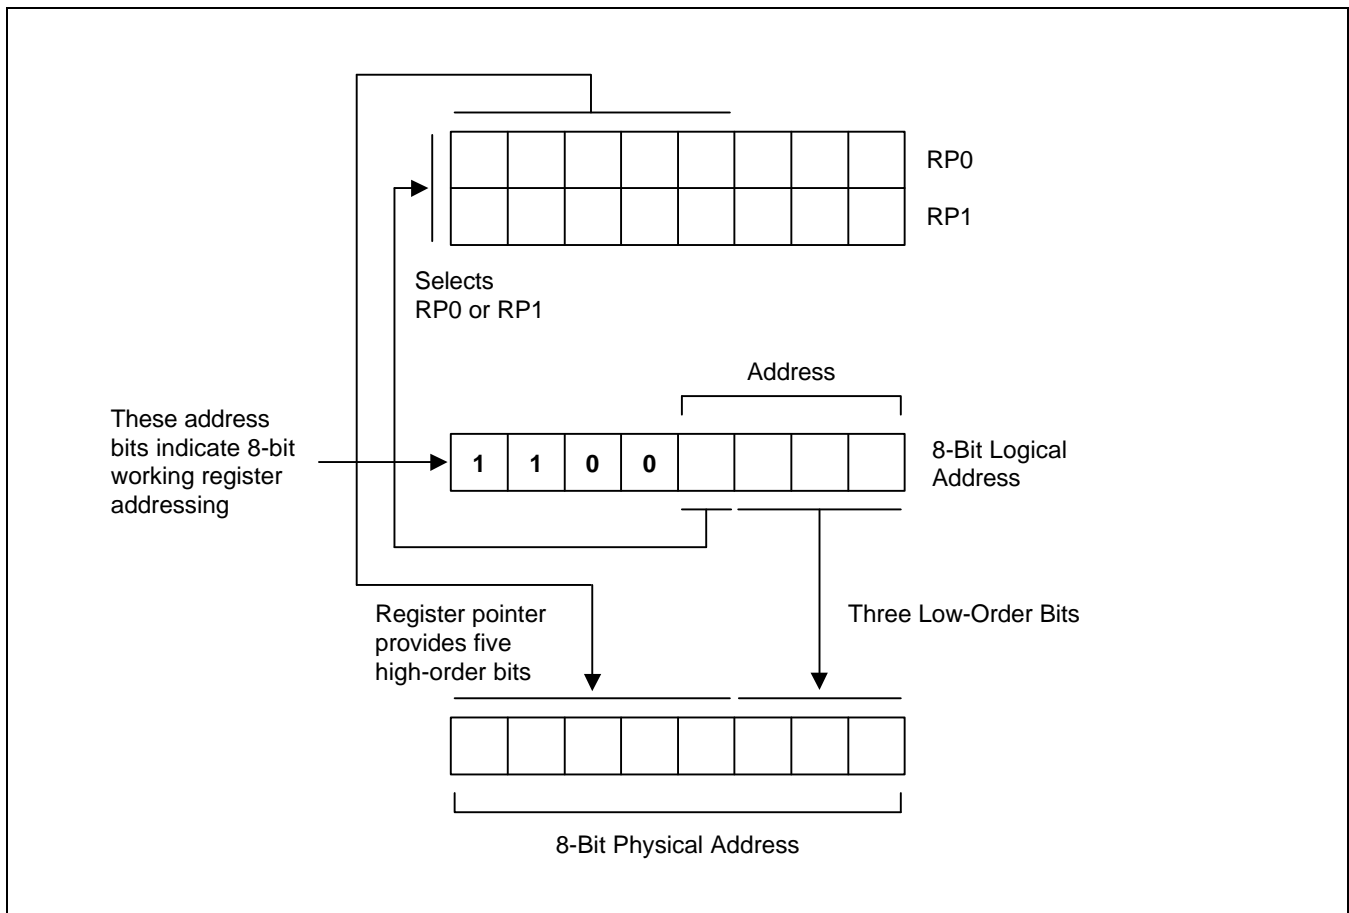 RP0
RP1
Selects
RP0 or RP1
Address
These address
bits indicate 8-bit
working register
addressing
1 1 0 0
8-Bit Logical
Address
Register pointer
provides five
high-order bits
Three Low-Order Bits
8-Bit Physical Address